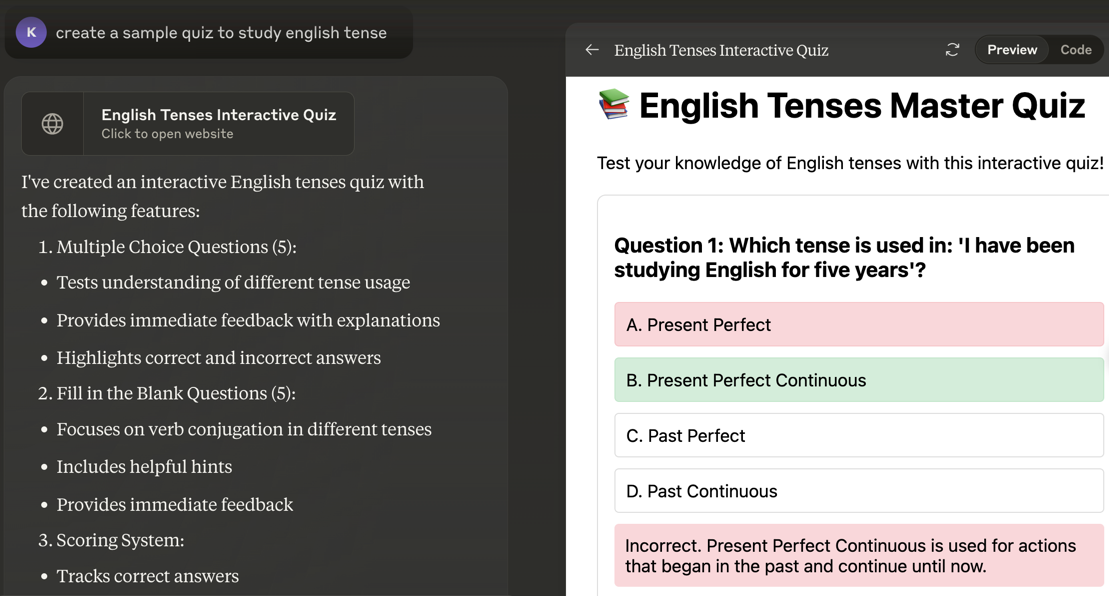 K create a sample quiz to study english tense
English Tenses Interactive Quiz
Click to open website
I've created an interactive English tenses quiz with
the following features:
1. Multiple Choice Questions (5):
• Tests understanding of different tense usage
• Provides immediate feedback with explanations
• Highlights correct and incorrect answers
2. Fill in the Blank Questions (5):
• Focuses on verb conjugation in different tenses
• Includes helpful hints
• Provides immediate feedback
3. Scoring System:
• Tracks correct answers
← English Tenses Interactive Quiz
Preview Code
📚 English Tenses Master Quiz
Test your knowledge of English tenses with this interactive quiz!
Question 1: Which tense is used in: 'I have been
studying English for five years'?
A. Present Perfect
B. Present Perfect Continuous
C. Past Perfect
D. Past Continuous
Incorrect. Present Perfect Continuous is used for actions
that began in the past and continue until now.